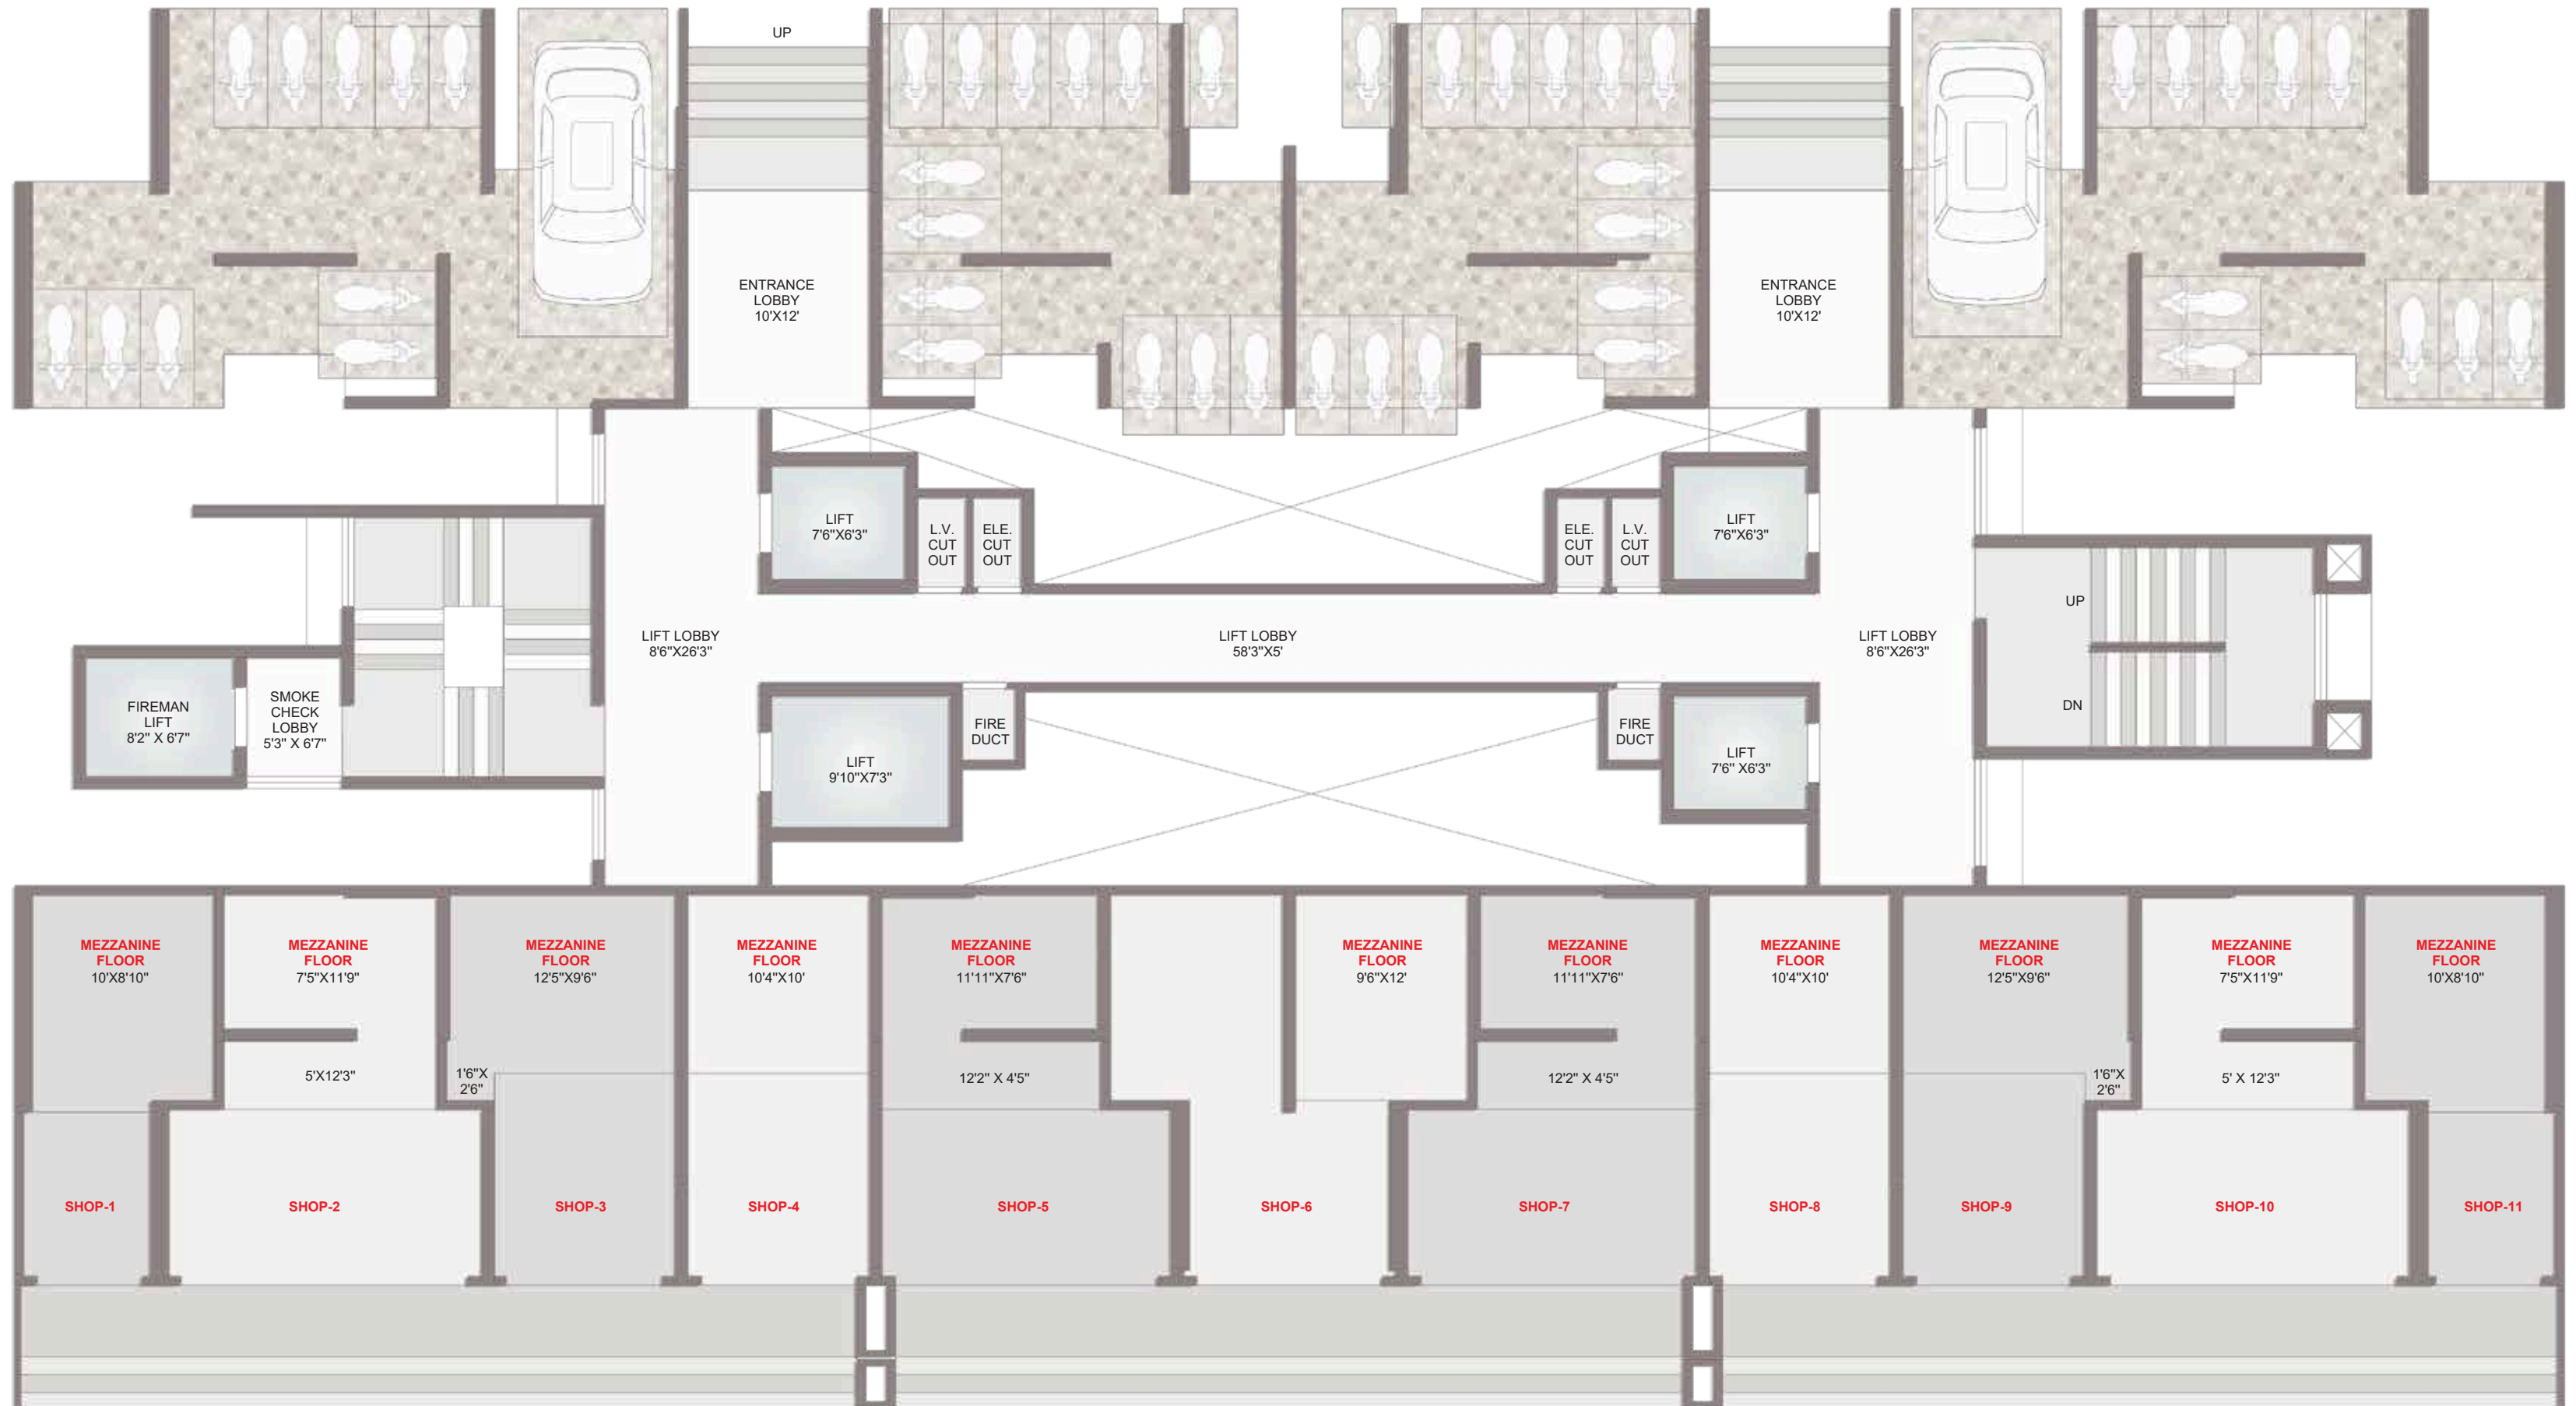 UP
ENTRANCE
LOBBY
10'X12'
ENTRANCE
LOBBY
10'X12'
LIFT
7'6"X6'3"
L.V.
CUT
OUT
ELE.
CUT
OUT
ELE.
CUT
OUT
L.V.
CUT
OUT
LIFT
7'6"X6'3"
UP
LIFT LOBBY
8'6"X26'3"
LIFT LOBBY
58'3"X5'
LIFT LOBBY
8'6"X26'3"
FIREMAN
LIFT
8'2" X 6'7"
SMOKE
CHECK
LOBBY
5'3" X 6'7"
LIFT
9'10"X7'3"
FIRE
DUCT
FIRE
DUCT
LIFT
7'6" X6'3"
DN
MEZZANINE
FLOOR
10'X8'10"
MEZZANINE
FLOOR
7'5"X11'9"
MEZZANINE
FLOOR
12'5"X9'6"
MEZZANINE
FLOOR
10'4"X10'
MEZZANINE
FLOOR
11'11"X7'6"
MEZZANINE
FLOOR
9'6"X12'
MEZZANINE
FLOOR
11'11"X7'6"
MEZZANINE
FLOOR
10'4"X10'
MEZZANINE
FLOOR
12'5"X9'6"
MEZZANINE
FLOOR
7'5"X11'9"
MEZZANINE
FLOOR
10'X8'10"
5'X12'3"
1'6"X
2'6"
12'2" X 4'5"
12'2" X 4'5"
1'6"X
2'6"
5' X 12'3"
SHOP-1
SHOP-2
SHOP-3
SHOP-4
SHOP-5
SHOP-6
SHOP-7
SHOP-8
SHOP-9
SHOP-10
SHOP-11